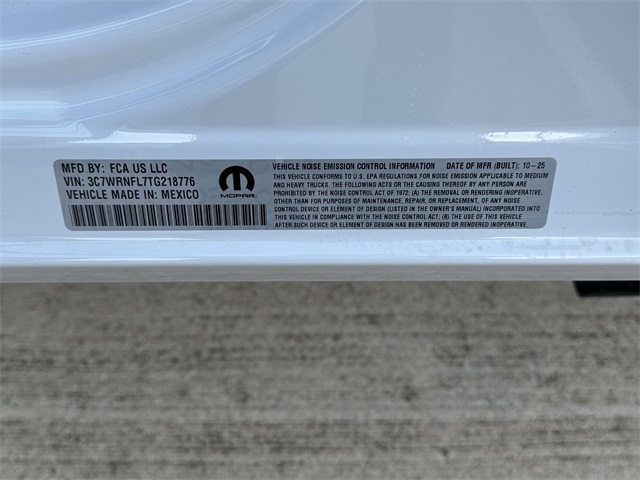 MFD BY: FCA US LLC
VIN: 3C7WRNFL7TG218776
VEHICLE MADE IN: MEXICO
MOPAR
VEHICLE NOISE EMISSION CONTROL INFORMATION DATE OF MFR (BUILT): 10-25
THIS VEHICLE CONFORMS TO U.S. EPA REGULATIONS FOR NOISE EMISSION APPLICABLE TO MEDIUM
AND HEAVY TRUCKS. THE FOLLOWING ACTS OR THE CAUSING THEREOF BY ANY PERSON ARE
PROHIBITED BY THE NOISE CONTROL ACT OF 1972: (A) THE REMOVAL OR RENDERING INOPERATIVE,
OTHER THAN FOR PURPOSES OF MAINTENANCE, REPAIR, OR REPLACEMENT, OF ANY NOISE
CONTROL DEVICE OR ELEMENT OF DESIGN (LISTED IN THE OWNER'S MANUAL) INCORPORATED INTO
THIS VEHICLE IN COMPLIANCE WITH THE NOISE CONTROL ACT; (B) THE USE OF THIS VEHICLE
AFTER SUCH DEVICE OR ELEMENT OF DESIGN HAS BEEN REMOVED OR RENDERED INOPERATIVE.